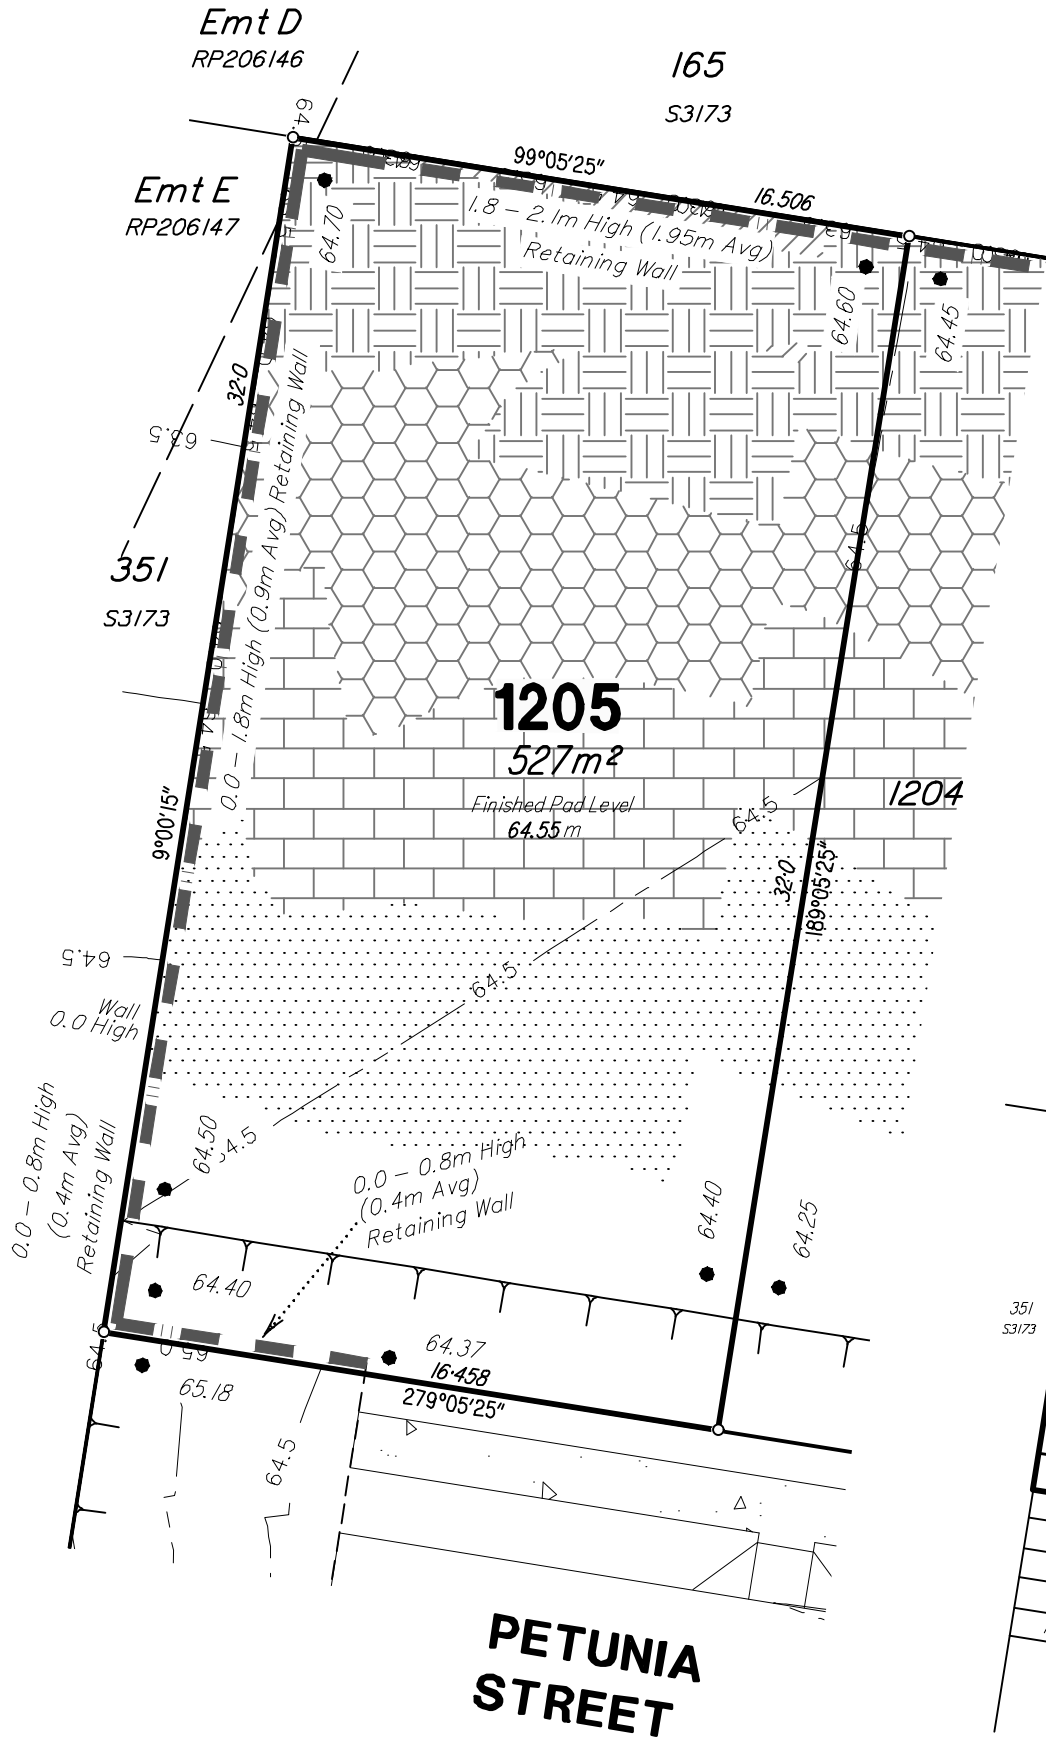 Emt D
RP206146
165
S3173
99°05'25"
16.506
Emt E
RP206147
64.70
1.8 – 2.1m High (1.95m Avg)
Retaining Wall
64.60
64.45
32·0
63.5
0.0 – 1.8m High (0.9m Avg) Retaining Wall
64.5
351
S3173
1205
527m²
Finished Pad Level
64.55 m
1204
64.5
9°00'15"
32·0
189°05'25"
64.5
64.5
Wall
0.0 High
0.0 – 0.8m High
(0.4m Avg)
Retaining Wall
64.50
0.0 – 0.8m High
(0.4m Avg)
Retaining Wall
64.40
64.25
64.40
64.37
16·458
279°05'25"
65.18
64.5
64.5
351
S3173
PETUNIA
STREET